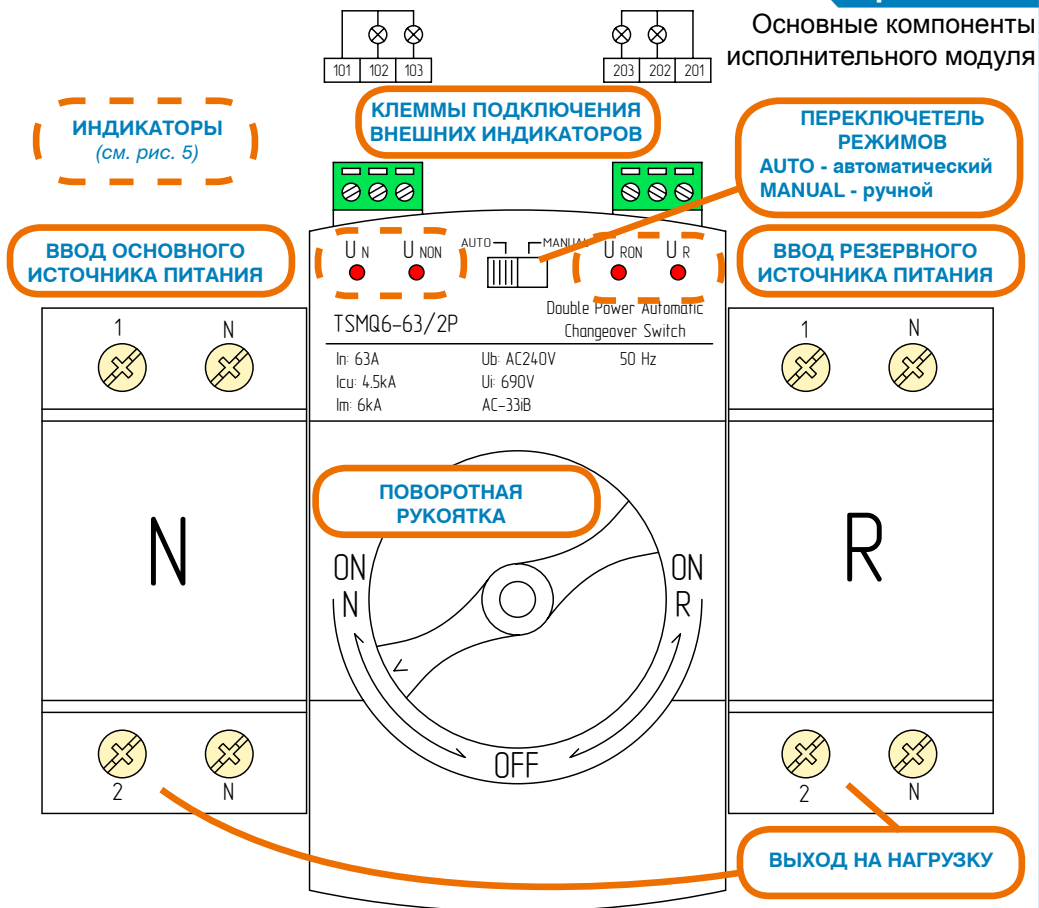 Основные компоненты
исполнительного модуля
101 102 103
203 202 201
ИНДИКАТОРЫ
(см. рис. 5)
КЛЕММЫ ПОДКЛЮЧЕНИЯ
ВНЕШНИХ ИНДИКАТОРОВ
ПЕРЕКЛЮЧЕТЕЛЬ
РЕЖИМОВ
AUTO - автоматический
MANUAL - ручной
ВВОД ОСНОВНОГО
ИСТОЧНИКА ПИТАНИЯ
U N U NON AUTO MANUAL U RON U R
ВВОД РЕЗЕРВНОГО
ИСТОЧНИКА ПИТАНИЯ
1 N
TSMQ6-63/2P
Double Power Automatic
Changeover Switch
1 N
In: 63A Ub: AC240V 50 Hz
Icu: 4.5kA Ui: 690V
Im: 6kA AC-33iB
ПОВОРОТНАЯ
РУКОЯТКА
N
R
ON
N
ON
R
OFF
2 N
2 N
ВЫХОД НА НАГРУЗКУ